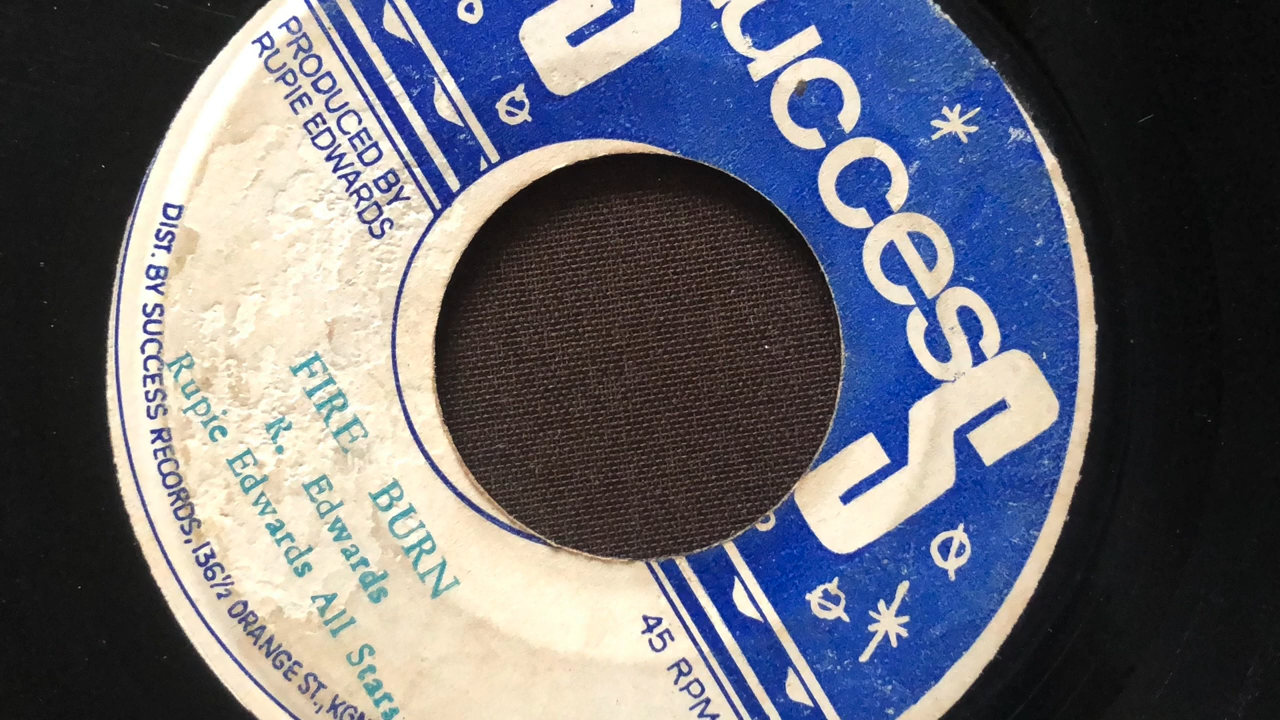 Success
PRODUCED BY
RUPIE EDWARDS
45 RPM
FIRE BURN
R. Edwards
Rupie Edwards All Stars
DIST. BY SUCCESS RECORDS, 136½ ORANGE ST., KGN